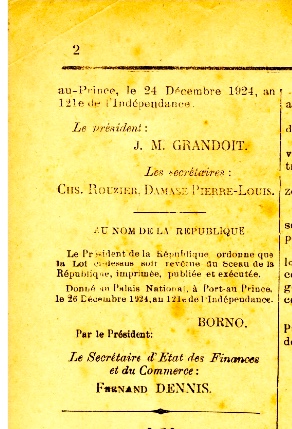 2
au-Prince, le 24 Décembre 1924, an
121e de l'Indépendance.
Le président :
J. M. GRANDOIT.
Les secrétaires :
CHS. ROUZIER, DAMASE PIERRE-LOUIS.
AU NOM DE LA REPUBLIQUE
Le President de la République ordonne que
la Loi ci-dessus soit revêtue du Sceau de la
République, imprimée, publiée et exécutée.
Donné au Palais National, à Port-au Prince,
le 26 Décembre 1924, an 121e de l'Indépendance.
BORNO.
Par le Président:
Le Secrétaire d'Etat des Finances
et du Commerce :
FERNAND DENNIS.